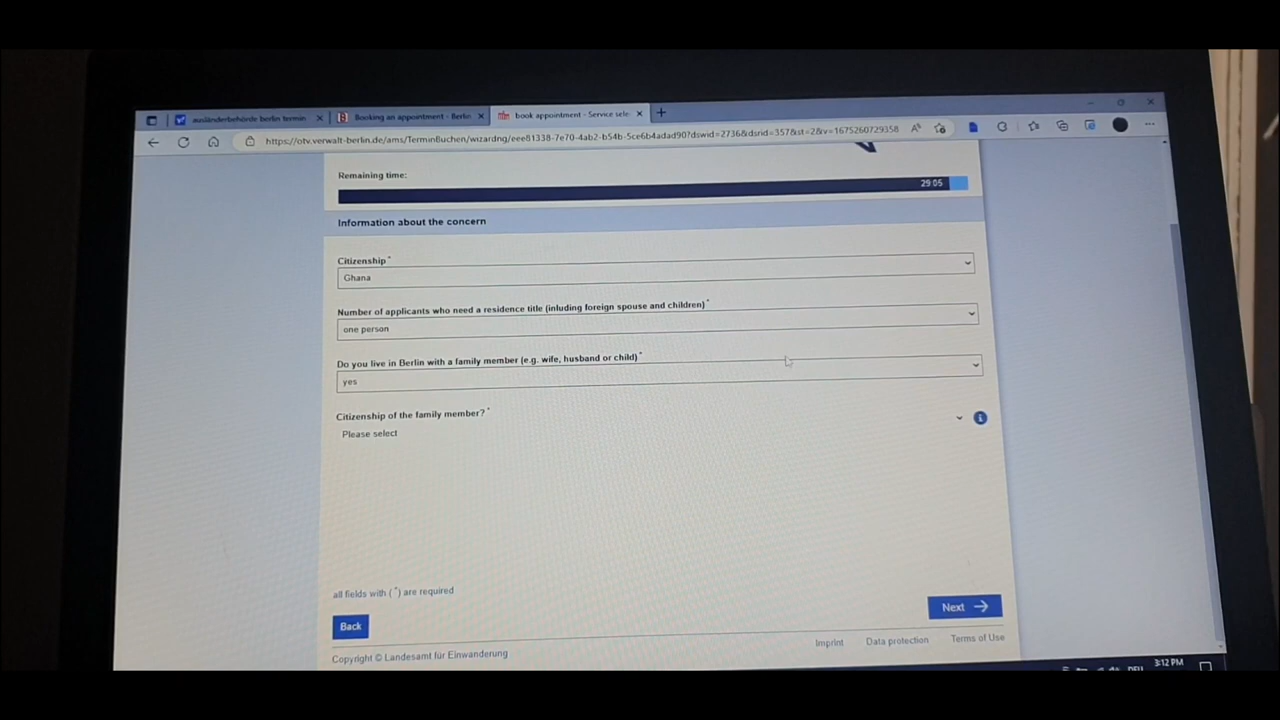 ausländerbehörde berlin termin
Booking an appointment - Berlin
book appointment - Service sele
https://otv.verwalt-berlin.de/ams/TerminBuchen/wizardng/eee81338-7e70-4ab2-b54b-5ce6b4adad90?dswid=2736&dsrid=357&st=2&v=1675260729358
Remaining time:
29:05
Information about the concern
Citizenship *
Ghana
Number of applicants who need a residence title (inluding foreign spouse and children) *
one person
Do you live in Berlin with a family member (e.g. wife, husband or child) *
yes
Citizenship of the family member? *
Please select
all fields with (*) are required
Next
Back
Imprint Data protection Terms of Use
Copyright © Landesamt für Einwanderung
DEU 3:12 PM